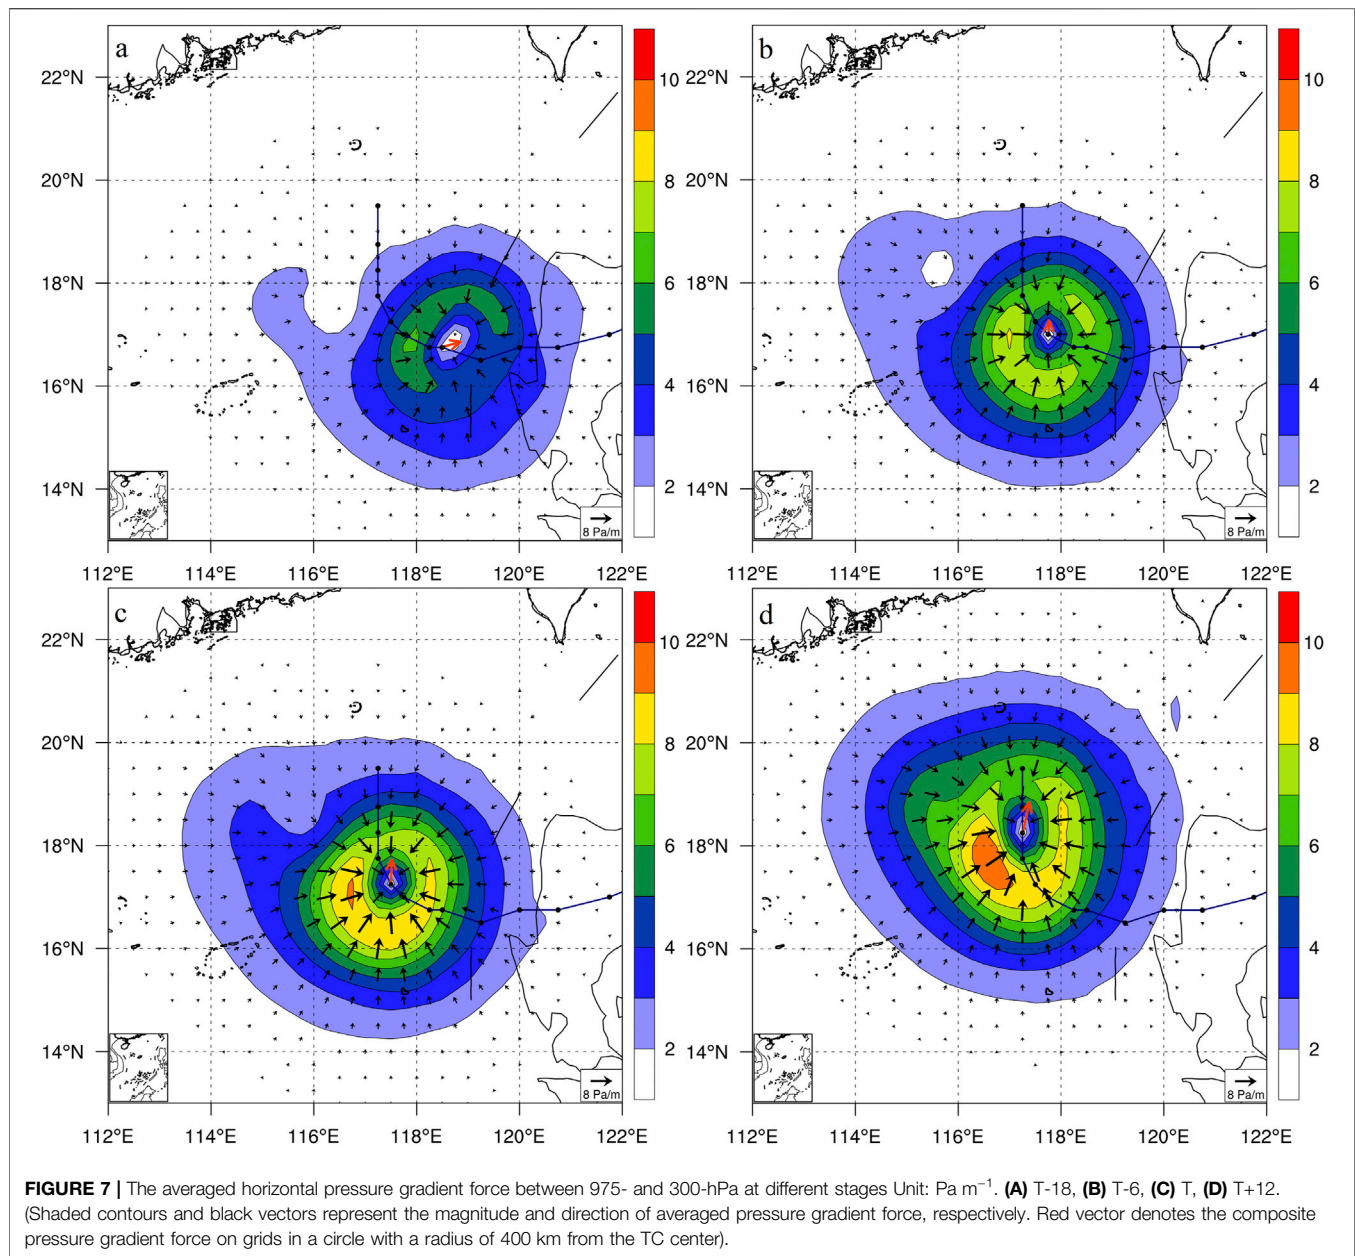 a
b
22°N
20°N
18°N
16°N
14°N
10
8
6
4
2
22°N
20°N
18°N
16°N
14°N
10
8
6
4
2
8 Pa/m
8 Pa/m
112°E 114°E 116°E 118°E 120°E 122°E
112°E 114°E 116°E 118°E 120°E 122°E
c
d
22°N
20°N
18°N
16°N
14°N
10
8
6
4
2
22°N
20°N
18°N
16°N
14°N
10
8
6
4
2
8 Pa/m
8 Pa/m
112°E 114°E 116°E 118°E 120°E 122°E
112°E 114°E 116°E 118°E 120°E 122°E
FIGURE 7 | The averaged horizontal pressure gradient force between 975- and 300-hPa at different stages Unit: Pa m⁻¹. (A) T-18, (B) T-6, (C) T, (D) T+12.
(Shaded contours and black vectors represent the magnitude and direction of averaged pressure gradient force, respectively. Red vector denotes the composite
pressure gradient force on grids in a circle with a radius of 400 km from the TC center).